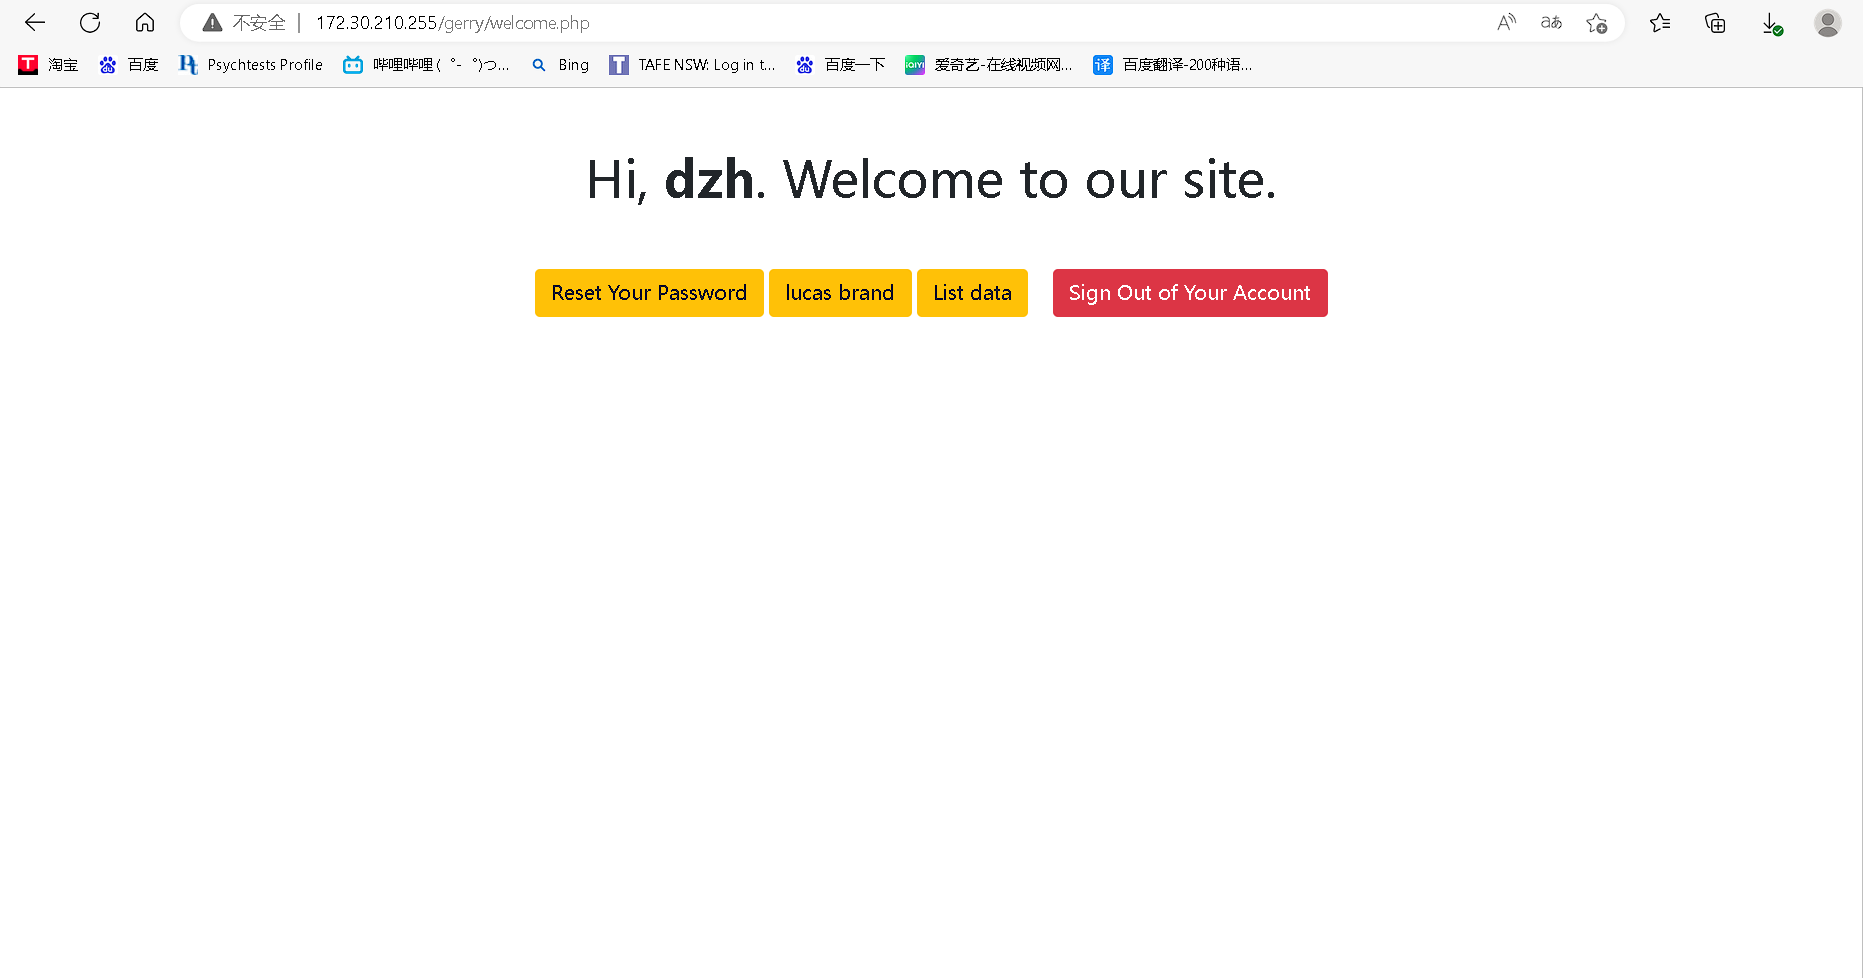 不安全 | 172.30.210.255/gerry/welcome.php
淘宝 百度 Psychtests Profile 哔哩哔哩 (゜-゜)つ... Bing TAFE NSW: Log in t... 百度一下 爱奇艺-在线视频网... 百度翻译-200种语...
Hi, dzh. Welcome to our site.
Reset Your Password lucas brand List data Sign Out of Your Account